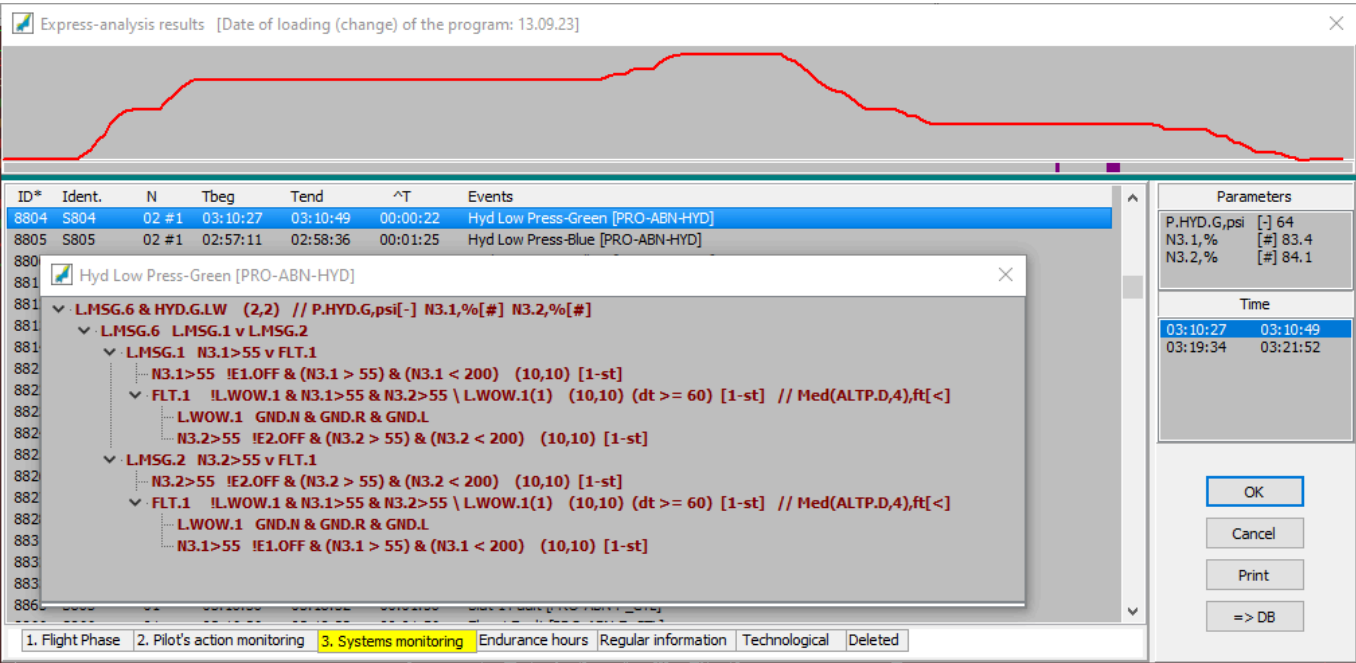 Express-analysis results [Date of loading (change) of the program: 13.09.23]
ID* Ident. N Tbeg Tend ^T Events
8804 S804 02 #1 03:10:27 03:10:49 00:00:22 Hyd Low Press-Green [PRO-ABN-HYD]
8805 S805 02 #1 02:57:11 02:58:36 00:01:25 Hyd Low Press-Blue [PRO-ABN-HYD]
Hyd Low Press-Green [PRO-ABN-HYD]
L.MSG.6 & HYD.G.LW (2,2) // P.HYD.G,psi[-] N3.1,%[#] N3.2,%[#]
L.MSG.6 L.MSG.1 v L.MSG.2
L.MSG.1 N3.1>55 v FLT.1
N3.1>55 !E1.OFF & (N3.1 > 55) & (N3.1 < 200) (10,10) [1-st]
FLT.1 !L.WOW.1 & N3.1>55 & N3.2>55 \ L.WOW.1(1) (10,10) (dt >= 60) [1-st] // Med(ALTP.D,4),ft[<]
L.WOW.1 GND.N & GND.R & GND.L
N3.2>55 !E2.OFF & (N3.2 > 55) & (N3.2 < 200) (10,10) [1-st]
L.MSG.2 N3.2>55 v FLT.1
N3.2>55 !E2.OFF & (N3.2 > 55) & (N3.2 < 200) (10,10) [1-st]
FLT.1 !L.WOW.1 & N3.1>55 & N3.2>55 \ L.WOW.1(1) (10,10) (dt >= 60) [1-st] // Med(ALTP.D,4),ft[<]
L.WOW.1 GND.N & GND.R & GND.L
N3.1>55 !E1.OFF & (N3.1 > 55) & (N3.1 < 200) (10,10) [1-st]
1. Flight Phase 2. Pilot's action monitoring 3. Systems monitoring Endurance hours Regular information Technological Deleted
Parameters
P.HYD.G,psi [-] 64
N3.1,% [#] 83.4
N3.2,% [#] 84.1
Time
03:10:27 03:10:49
03:19:34 03:21:52
OK
Cancel
Print
=> DB